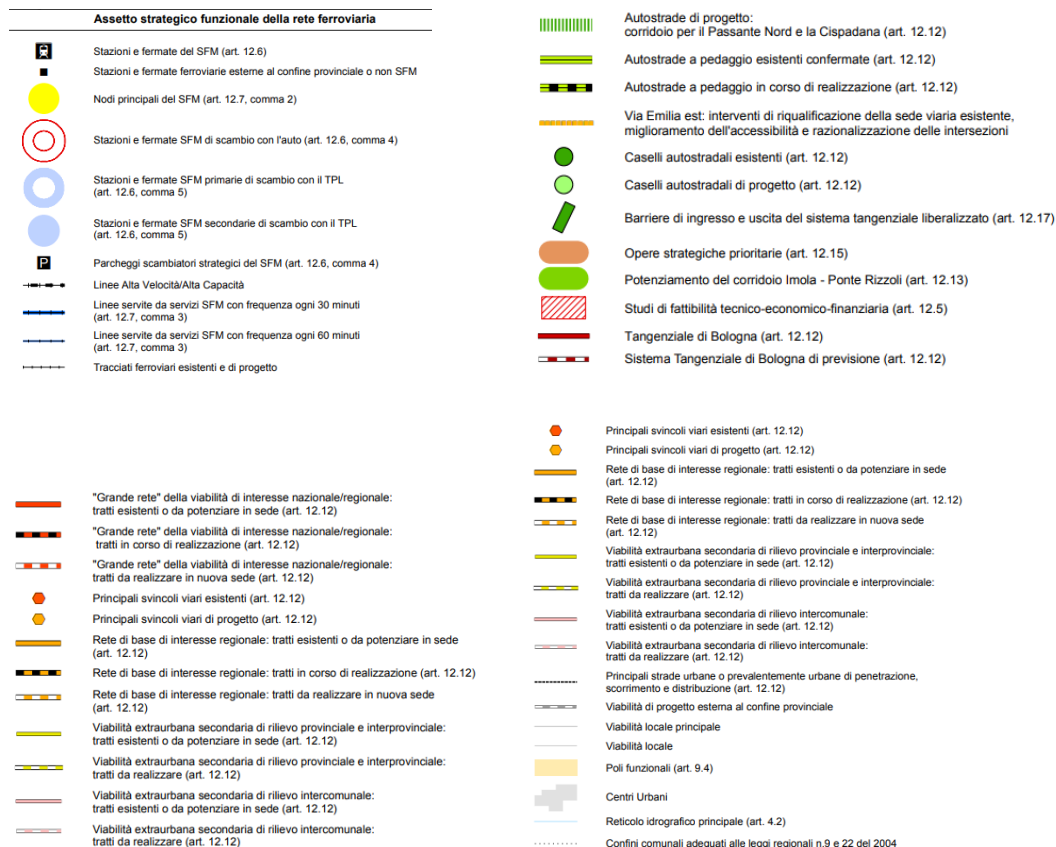 Assetto strategico funzionale della rete ferroviaria
Stazioni e fermate del SFM (art. 12.6)
Stazioni e fermate ferroviarie esterne al confine provinciale o non SFM
Nodi principali del SFM (art. 12.7, comma 2)
Stazioni e fermate SFM di scambio con l'auto (art. 12.6, comma 4)
Stazioni e fermate SFM primarie di scambio con il TPL
(art. 12.6, comma 5)
Stazioni e fermate SFM secondarie di scambio con il TPL
(art. 12.6, comma 5)
P
Parcheggi scambiatori strategici del SFM (art. 12.6, comma 4)
Linee Alta Velocità/Alta Capacità
Linee servite da servizi SFM con frequenza ogni 30 minuti
(art. 12.7, comma 3)
Linee servite da servizi SFM con frequenza ogni 60 minuti
(art. 12.7, comma 3)
Tracciati ferroviari esistenti e di progetto
Autostrade di progetto:
corridoio per il Passante Nord e la Cispadana (art. 12.12)
Autostrade a pedaggio esistenti confermate (art. 12.12)
Autostrade a pedaggio in corso di realizzazione (art. 12.12)
Via Emilia est: interventi di riqualificazione della sede viaria esistente,
miglioramento dell'accessibilità e razionalizzazione delle intersezioni
Caselli autostradali esistenti (art. 12.12)
Caselli autostradali di progetto (art. 12.12)
Barriere di ingresso e uscita del sistema tangenziale liberalizzato (art. 12.17)
Opere strategiche prioritarie (art. 12.15)
Potenziamento del corridoio Imola - Ponte Rizzoli (art. 12.13)
Studi di fattibilità tecnico-economico-finanziaria (art. 12.5)
Tangenziale di Bologna (art. 12.12)
Sistema Tangenziale di Bologna di previsione (art. 12.12)
"Grande rete" della viabilità di interesse nazionale/regionale:
tratti esistenti o da potenziare in sede (art. 12.12)
"Grande rete" della viabilità di interesse nazionale/regionale:
tratti in corso di realizzazione (art. 12.12)
"Grande rete" della viabilità di interesse nazionale/regionale:
tratti da realizzare in nuova sede (art. 12.12)
Principali svincoli viari esistenti (art. 12.12)
Principali svincoli viari di progetto (art. 12.12)
Rete di base di interesse regionale: tratti esistenti o da potenziare in sede
(art. 12.12)
Rete di base di interesse regionale: tratti in corso di realizzazione (art. 12.12)
Rete di base di interesse regionale: tratti da realizzare in nuova sede
(art. 12.12)
Viabilità extraurbana secondaria di rilievo provinciale e interprovinciale:
tratti esistenti o da potenziare in sede (art. 12.12)
Viabilità extraurbana secondaria di rilievo provinciale e interprovinciale:
tratti da realizzare (art. 12.12)
Viabilità extraurbana secondaria di rilievo intercomunale:
tratti esistenti o da potenziare in sede (art. 12.12)
Viabilità extraurbana secondaria di rilievo intercomunale:
tratti da realizzare (art. 12.12)
Principali svincoli viari esistenti (art. 12.12)
Principali svincoli viari di progetto (art. 12.12)
Rete di base di interesse regionale: tratti esistenti o da potenziare in sede
(art. 12.12)
Rete di base di interesse regionale: tratti in corso di realizzazione (art. 12.12)
Rete di base di interesse regionale: tratti da realizzare in nuova sede
(art. 12.12)
Viabilità extraurbana secondaria di rilievo provinciale e interprovinciale:
tratti esistenti o da potenziare in sede (art. 12.12)
Viabilità extraurbana secondaria di rilievo provinciale e interprovinciale:
tratti da realizzare (art. 12.12)
Viabilità extraurbana secondaria di rilievo intercomunale:
tratti esistenti o da potenziare in sede (art. 12.12)
Viabilità extraurbana secondaria di rilievo intercomunale:
tratti da realizzare (art. 12.12)
Principali strade urbane o prevalentemente urbane di penetrazione,
scorrimento e distribuzione (art. 12.12)
Viabilità di progetto esterna al confine provinciale
Viabilità locale principale
Viabilità locale
Poli funzionali (art. 9.4)
Centri Urbani
Reticolo idrografico principale (art. 4.2)
Confini comunali adeguati alle leggi regionali n.9 e 22 del 2004